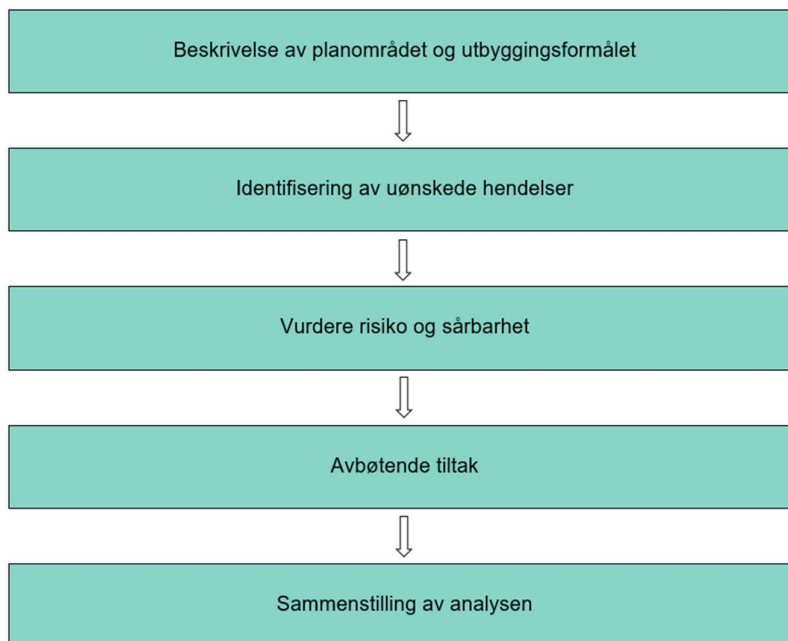 Beskrivelse av planområdet og utbyggingsformålet
Identifisering av uønskede hendelser
Vurdere risiko og sårbarhet
Avbøtende tiltak
Sammenstilling av analysen